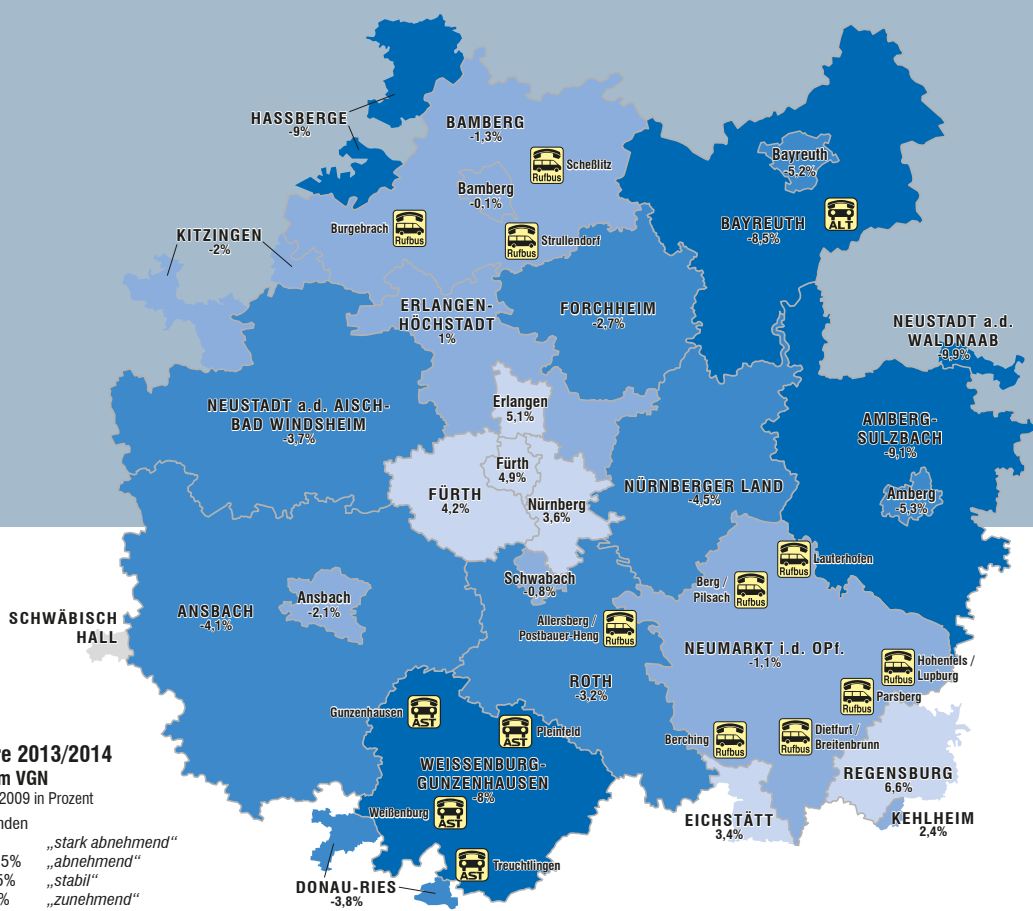 HASSBERGE
-9%
BAMBERG
-1,3%
Rufbus
Scheßlitz
Bamberg
-0,1%
Bayreuth
-5,2%
Burgebrach
Rufbus
Rufbus
Strullendorf
BAYREUTH
-8,5%
ALT
KITZINGEN
-2%
ERLANGEN-
HÖCHSTADT
1%
FORCHHEIM
-2,7%
NEUSTADT a.d.
WALDNAAB
-9,9%
NEUSTADT a.d. AISCH-
BAD WINDSHEIM
-3,7%
Erlangen
5,1%
AMBERG-
SULZBACH
-9,1%
Fürth
4,9%
FÜRTH
4,2%
Nürnberg
3,6%
NÜRNBERGER LAND
-4,5%
Amberg
-5,3%
Schwabach
-0,8%
Rufbus
Lauterhofen
Berg /
Pilsach
Rufbus
SCHWÄBISCH
HALL
ANSBACH
-4,1%
Ansbach
-2,1%
Allersberg /
Postbauer-Heng
Rufbus
NEUMARKT i.d. OPf.
-1,1%
Rufbus
Hohenfels /
Lupburg
ROTH
-3,2%
Rufbus
Parsberg
Gunzenhausen
AST
AST
Pleinfeld
Berching
Rufbus
Rufbus
Dietfurt /
Breitenbrunn
WEISSENBURG-
GUNZENHAUSEN
-8%
REGENSBURG
6,6%
Weißenburg
AST
EICHSTÄTT
3,4%
KEHLHEIM
2,4%
AST
Treuchtlingen
DONAU-RIES
-3,8%
e 2013/2014
m VGN
2009 in Prozent
nden
„stark abnehmend“
5% „abnehmend“
5% „stabil“
% „zunehmend“